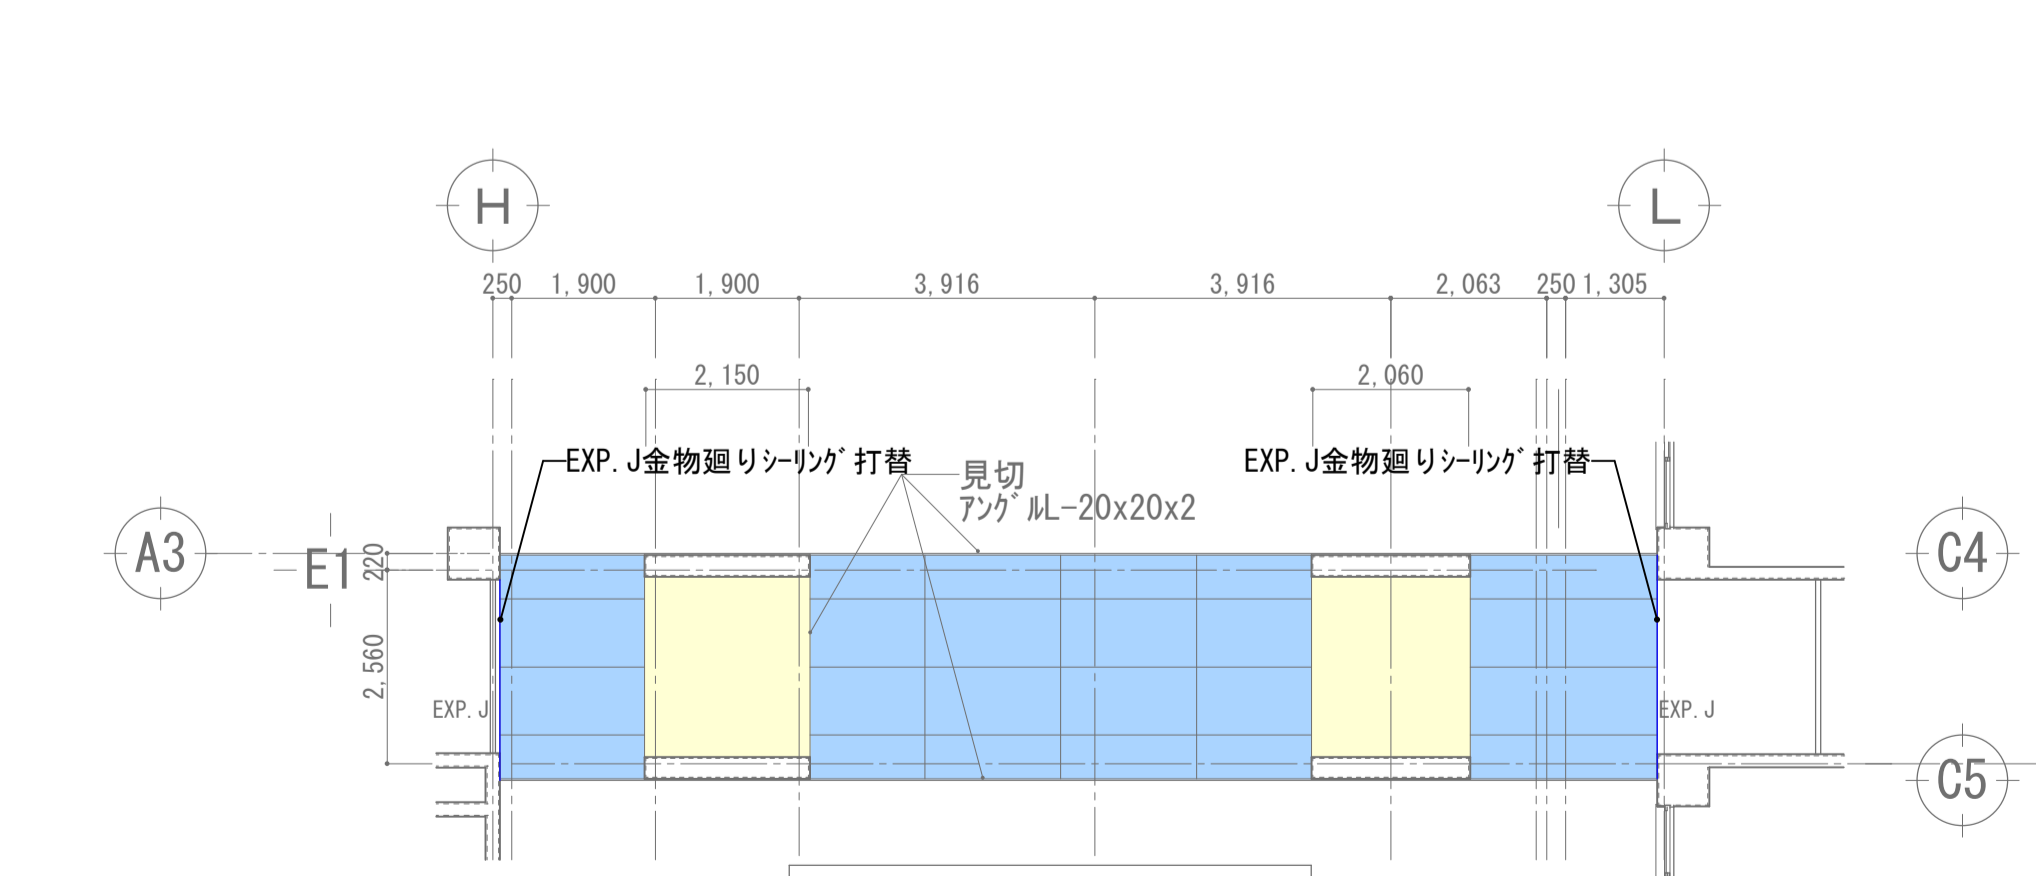 H
L
250 1,900 1,900 3,916 3,916 2,063 250 1,305
2,150 2,060
EXP.J金物廻りｼｰﾘﾝｸﾞ打替
EXP.J金物廻りｼｰﾘﾝｸﾞ打替
見切
ｱﾝｸﾞﾙL-20x20x2
A3
E1
220
C4
2,560
EXP.J
EXP.J
C5